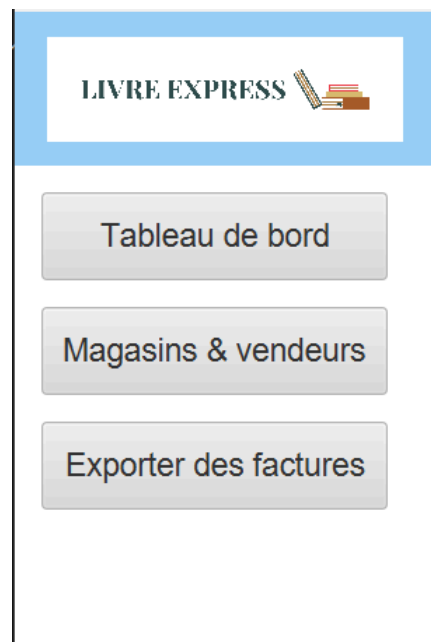 LIVRE EXPRESS
Tableau de bord
Magasins & vendeurs
Exporter des factures